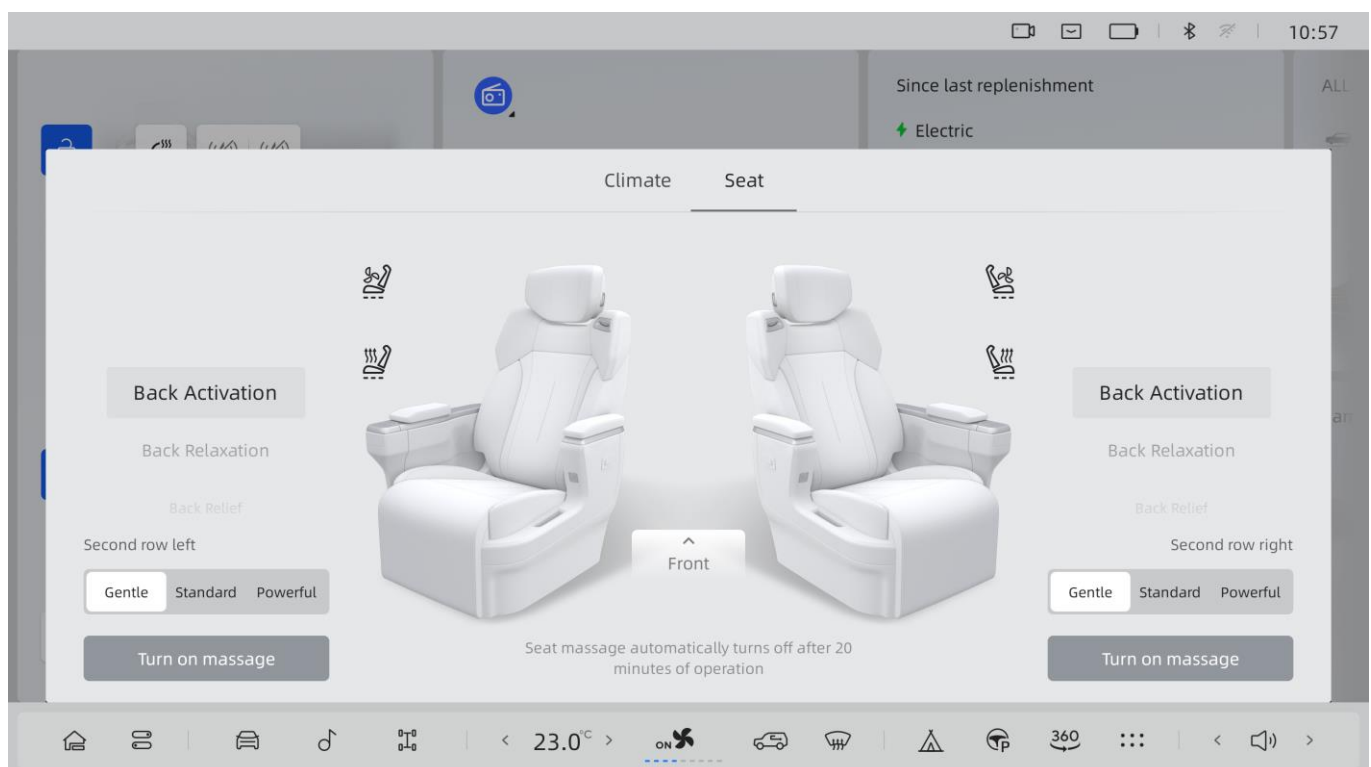 10:57
Since last replenishment
ALL
Electric
Climate Seat
Back Activation
Back Relaxation
Back Relief
Second row left
Gentle Standard Powerful
Turn on massage
Front
Seat massage automatically turns off after 20
minutes of operation
Back Activation
Back Relaxation
Back Relief
Second row right
Gentle Standard Powerful
Turn on massage
23.0°C
ON
P
360